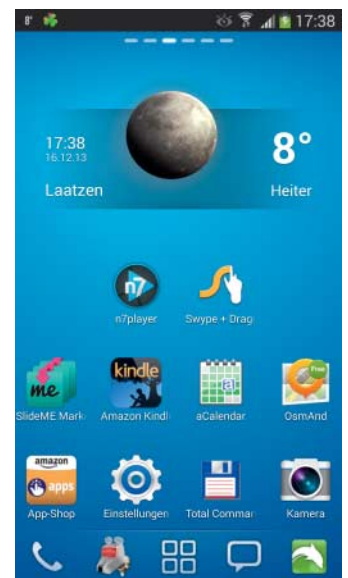 8° 17:38
17:38
16.12.13
8°
Laatzen Heiter
n7
n7player Swype + Drag
me kindle a Free
SlideME Mark Amazon Kindl aCalendar OsmAnd
amazon
apps
App-Shop Einstellungen Total Commar Kamera